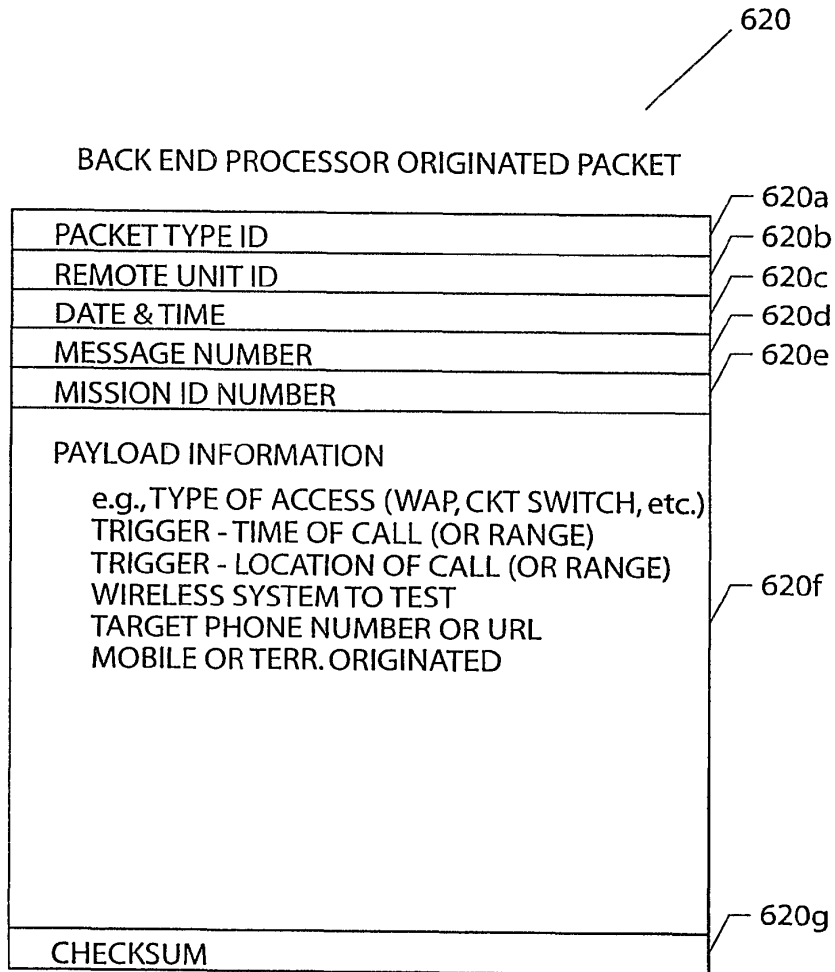 620
BACK END PROCESSOR ORIGINATED PACKET
620a
PACKET TYPE ID
620b
REMOTE UNIT ID
620c
DATE & TIME
620d
MESSAGE NUMBER
620e
MISSION ID NUMBER
PAYLOAD INFORMATION
e.g., TYPE OF ACCESS (WAP, CKT SWITCH, etc.)
TRIGGER - TIME OF CALL (OR RANGE)
TRIGGER - LOCATION OF CALL (OR RANGE)
WIRELESS SYSTEM TO TEST
620f
TARGET PHONE NUMBER OR URL
MOBILE OR TERR. ORIGINATED
620g
CHECKSUM